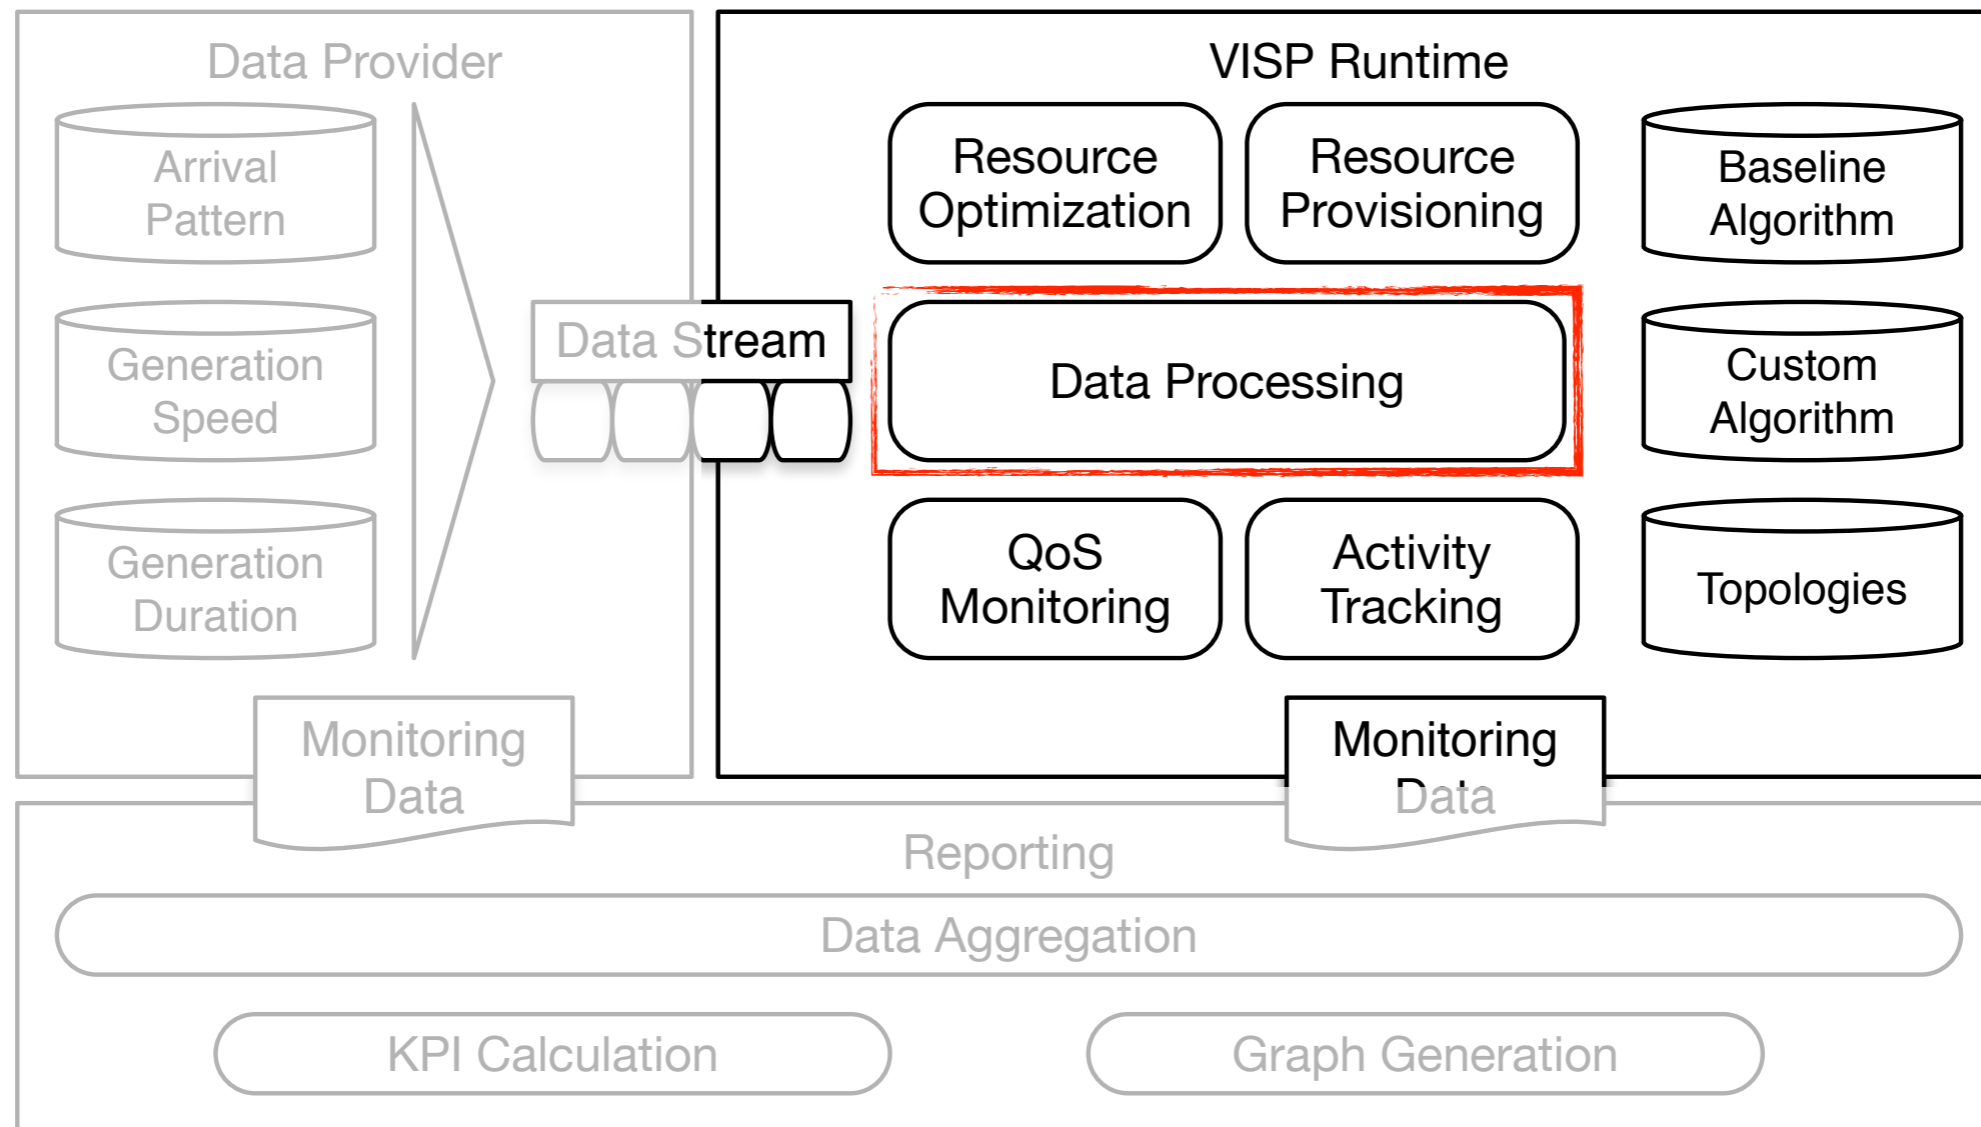 Data Provider
Arrival
Pattern
Generation
Speed
Generation
Duration
Data Stream
Monitoring
Data
VISP Runtime
Resource
Optimization
Resource
Provisioning
Data Processing
QoS
Monitoring
Activity
Tracking
Baseline
Algorithm
Custom
Algorithm
Topologies
Monitoring
Data
Reporting
Data Aggregation
KPI Calculation
Graph Generation